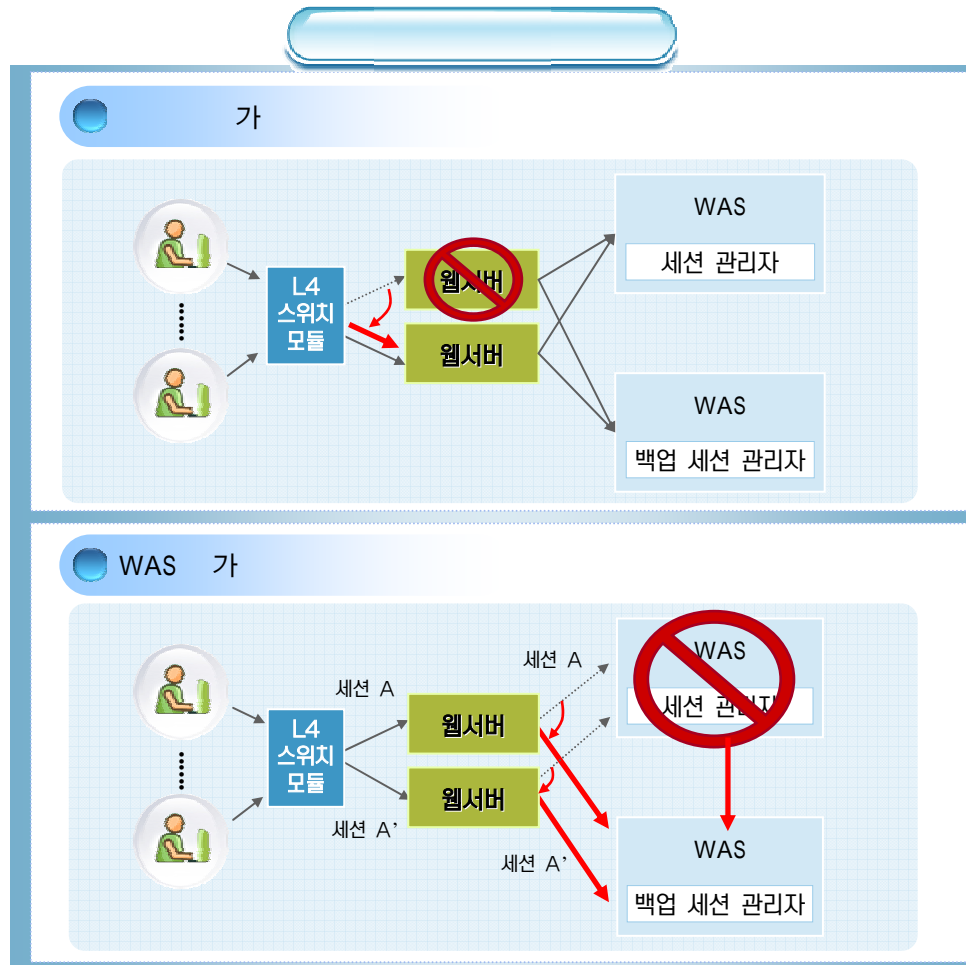 가
L4
스위치
모듈
웹서버
웹서버
WAS
세션 관리자
WAS
백업 세션 관리자
WAS 가
세션 A
세션 A
L4
스위치
모듈
웹서버
웹서버
세션 A'
세션 A'
WAS
세션 관리자
WAS
백업 세션 관리자